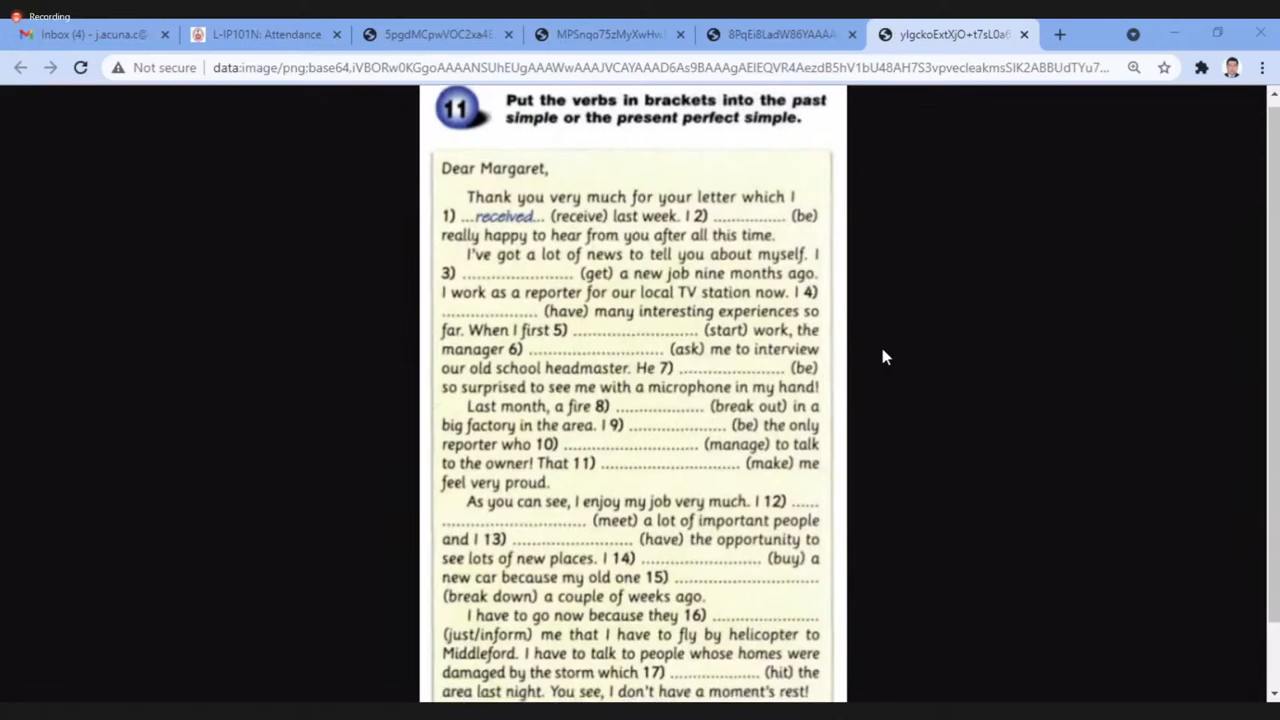 Recording
Inbox (4) - j.acuna.c@
L-IP101N: Attendance
5pgdMCpwVOC2xa4E
MPSnqo75zMyXwHw
8PqEi8LadW86YAAAA
Not secure
11
Put the verbs in brackets into the past
simple or the present perfect simple.
Dear Margaret,
Thank you very much for your letter which I
1) ...received... (receive) last week. I 2) ............... (be)
really happy to hear from you after all this time.
I've got a lot of news to tell you about myself. I
3) ........................ (get) a new job nine months ago.
I work as a reporter for our local TV station now. I 4)
.................... (have) many interesting experiences so
far. When I first 5) .......................... (start) work, the
manager 6) ............................ (ask) me to interview
our old school headmaster. He 7) ...................... (be)
so surprised to see me with a microphone in my hand!
Last month, a fire 8) ................... (break out) in a
big factory in the area. I 9) ..................... (be) the only
reporter who 10) ............................ (manage) to talk
to the owner! That 11) ............................. (make) me
feel very proud.
As you can see, I enjoy my job very much. I 12) ......
............................... (meet) a lot of important people
and I 13) .......................... (have) the opportunity to
see lots of new places. I 14) ......................... (buy) a
new car because my old one 15) ..............................
(break down) a couple of weeks ago.
I have to go now because they 16) .......................
(just/inform) me that I have to fly by helicopter to
Middleford. I have to talk to people whose homes were
damaged by the storm which 17) ................... (hit) the
area last night. You see, I don't have a moment's rest!